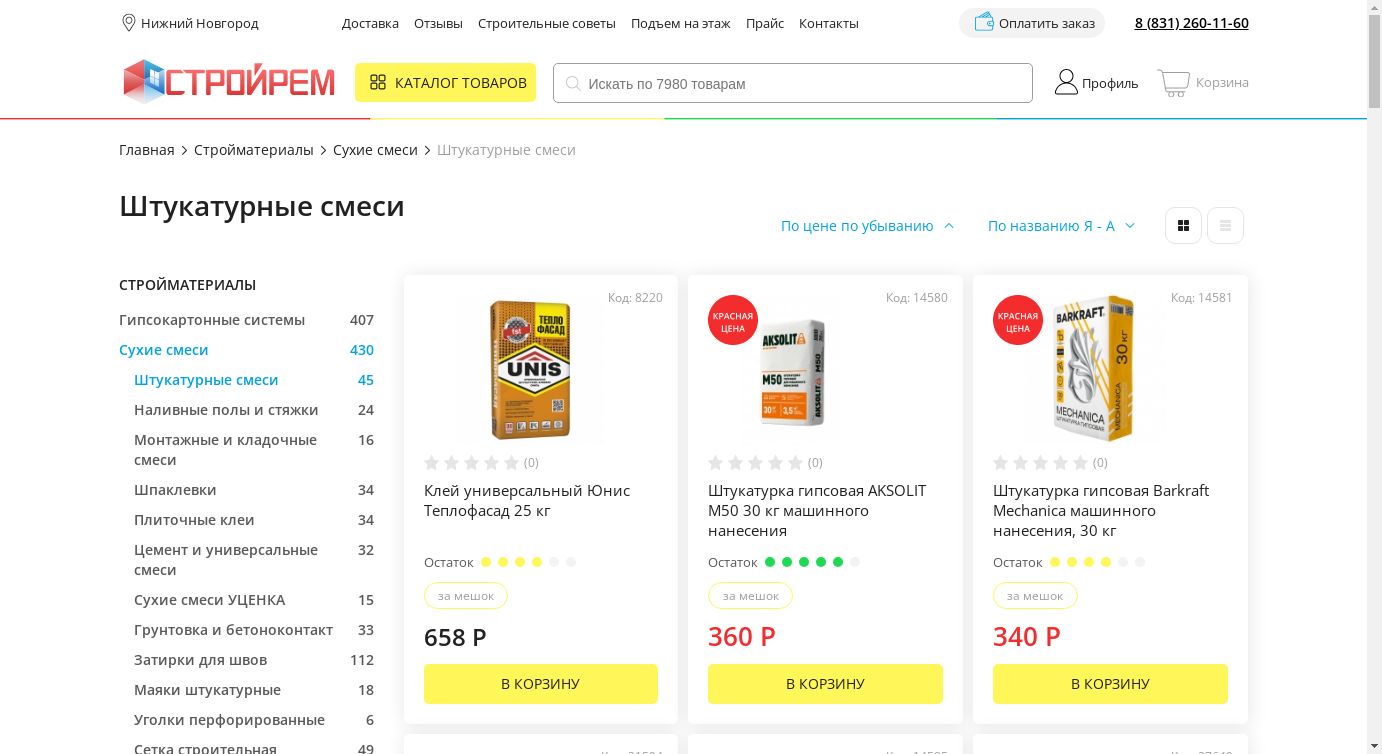 Нижний Новгород
Доставка Отзывы Строительные советы Подъем на этаж Прайс Контакты
Оплатить заказ
8 (831) 260-11-60
СТРОЙРЕМ
КАТАЛОГ ТОВАРОВ
Искать по 7980 товарам
Профиль
Корзина
Главная Стройматериалы Сухие смеси Штукатурные смеси
Штукатурные смеси
По цене по убыванию
По названию Я - А
СТРОЙМАТЕРИАЛЫ
Гипсокартонные системы 407
Сухие смеси 430
Штукатурные смеси 45
Наливные полы и стяжки 24
Монтажные и кладочные
смеси 16
Шпаклевки 34
Плиточные клеи 34
Цемент и универсальные
смеси 32
Сухие смеси УЦЕНКА 15
Грунтовка и бетоноконтакт 33
Затирки для швов 112
Маяки штукатурные 18
Уголки перфорированные 6
Сетка строительная 49
Код: 8220
ТЕПЛО
ФАСАД
UNIS
(0)
Клей универсальный Юнис
Теплофасад 25 кг
Остаток
за мешок
658 Р
В КОРЗИНУ
Код: 14580
КРАСНАЯ
ЦЕНА
AKSOLIT
M50
(0)
Штукатурка гипсовая AKSOLIT
М50 30 кг машинного
нанесения
Остаток
за мешок
360 Р
В КОРЗИНУ
Код: 14581
КРАСНАЯ
ЦЕНА
BARKRAFT
30 КГ
MECHANICA
MECHANICA
(0)
Штукатурка гипсовая Barkraft
Mechanica машинного
нанесения, 30 кг
Остаток
за мешок
340 Р
В КОРЗИНУ